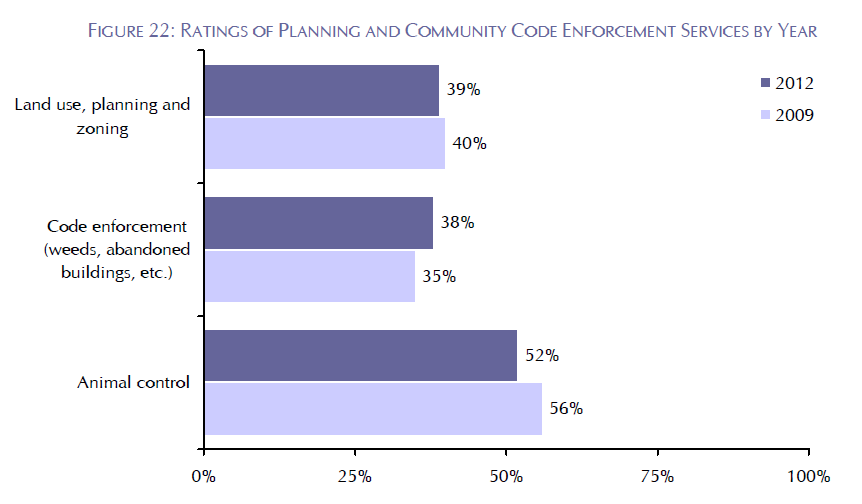 FIGURE 22: RATINGS OF PLANNING AND COMMUNITY CODE ENFORCEMENT SERVICES BY YEAR
2012
2009
Land use, planning and
zoning
39%
40%
Code enforcement
(weeds, abandoned
buildings, etc.)
38%
35%
Animal control
52%
56%
0%
25%
50%
75%
100%